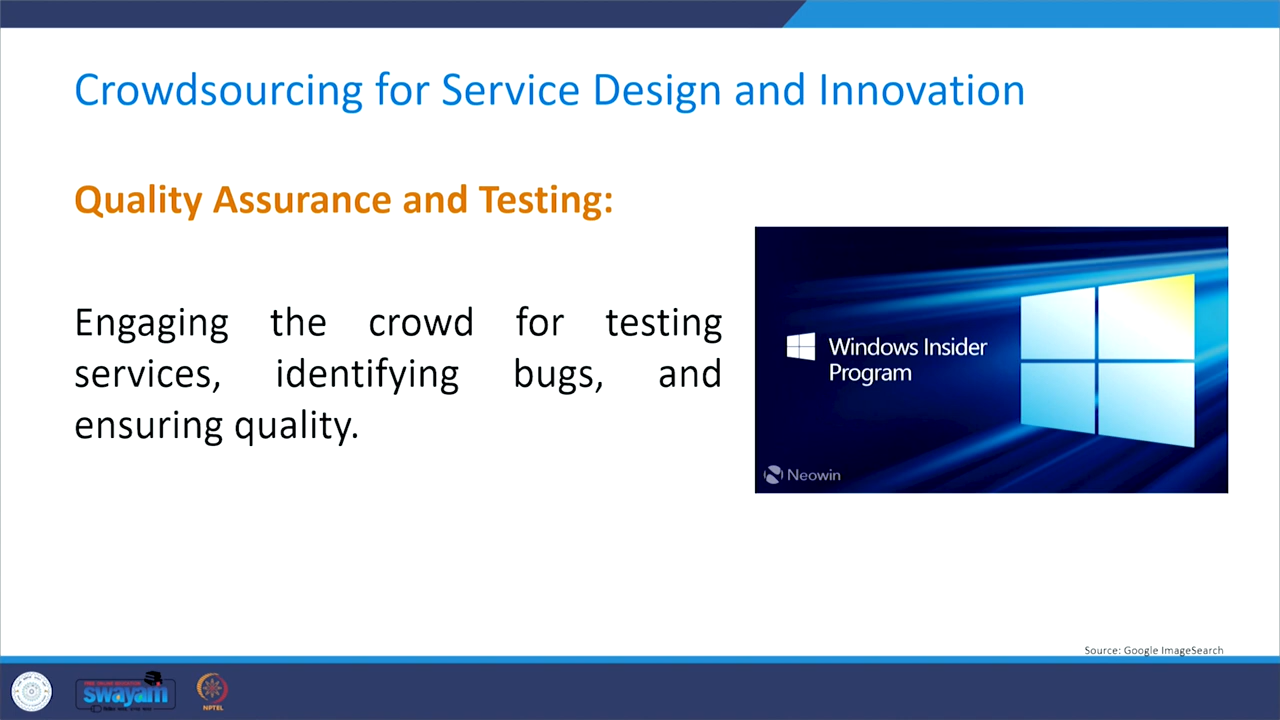 Crowdsourcing for Service Design and Innovation
Quality Assurance and Testing:
Engaging the crowd for testing
services, identifying bugs, and
ensuring quality.
Windows Insider
Program
Neowin
Source: Google ImageSearch
swayam
NPTEL